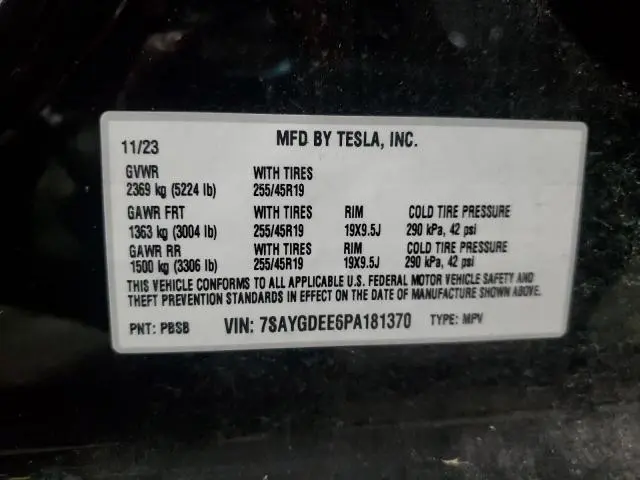 11/23 MFD BY TESLA, INC.
GVWR WITH TIRES
2369 kg (5224 lb) 255/45R19
GAWR FRT WITH TIRES RIM COLD TIRE PRESSURE
1363 kg (3004 lb) 255/45R19 19X9.5J 290 kPa, 42 psi
GAWR RR WITH TIRES RIM COLD TIRE PRESSURE
1500 kg (3306 lb) 255/45R19 19X9.5J 290 kPa, 42 psi
THIS VEHICLE CONFORMS TO ALL APPLICABLE U.S. FEDERAL MOTOR VEHICLE SAFETY AND
THEFT PREVENTION STANDARDS IN EFFECT ON THE DATE OF MANUFACTURE SHOWN ABOVE.
PNT: PBSB VIN: 7SAYGDEE6PA181370 TYPE: MPV